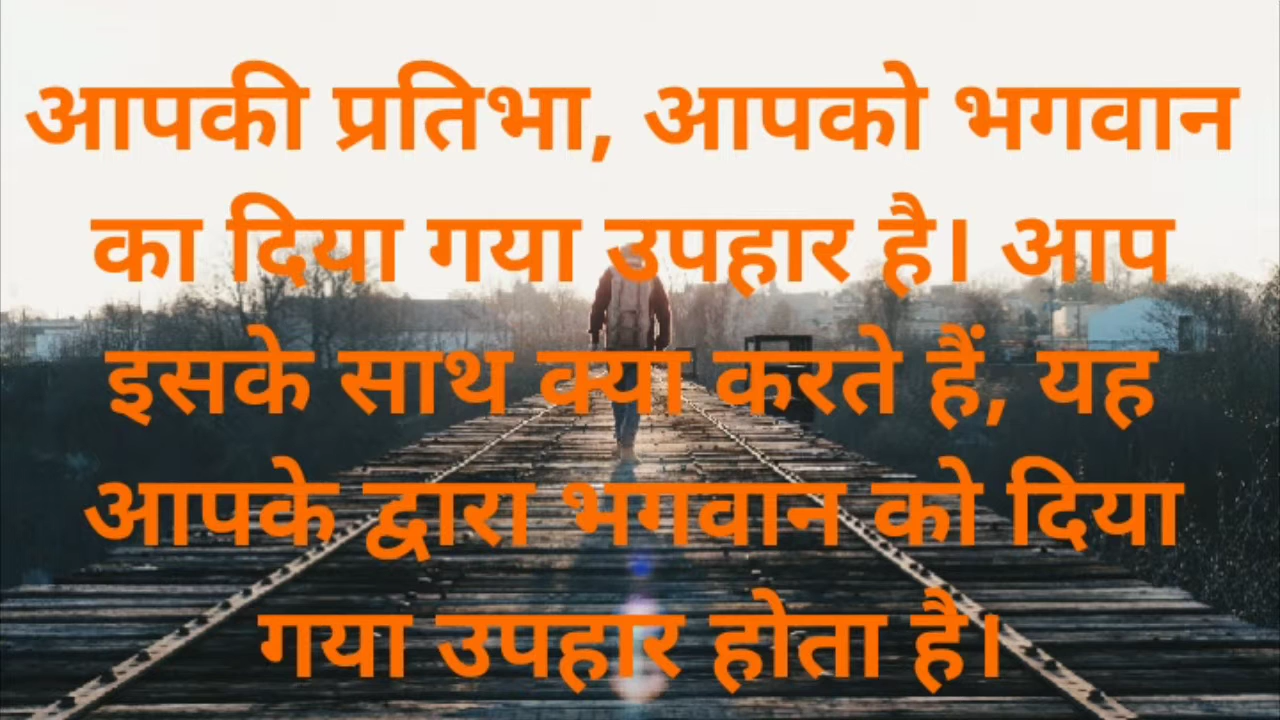 आपकी प्रतिभा, आपको भगवान
का दिया गया उपहार है। आप
इसके साथ क्या करते हैं, यह
आपके द्वारा भगवान को दिया
गया उपहार होता है।